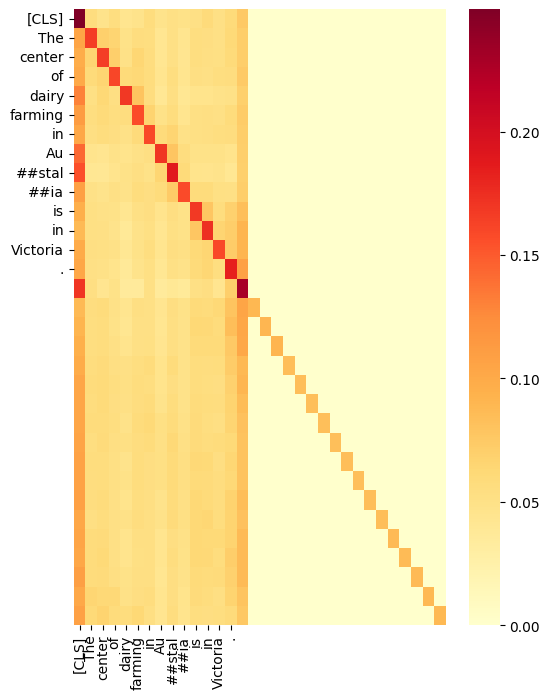 [CLS]
The
center
of
dairy
farming
in
Au
##stal
##ia
is
in
Victoria
.
0.20
0.15
0.10
0.05
0.00
[CLS]
The
center
of
dairy
farming
in
Au
##stal
##ia
is
in
Victoria
.